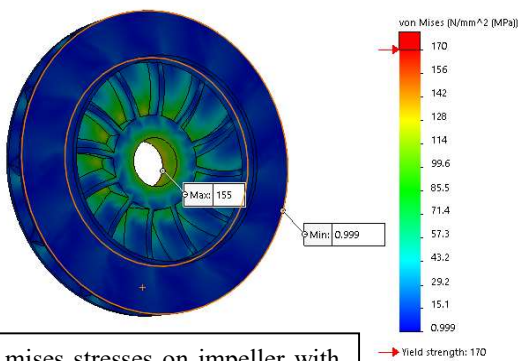 von Mises (N/mm^2 (MPa))
170
156
142
128
114
99.6
85.5
71.4
57.3
43.2
29.2
15.1
0.999
Yield strength: 170
Max: 155
Min: 0.999
mises stresses on impeller with